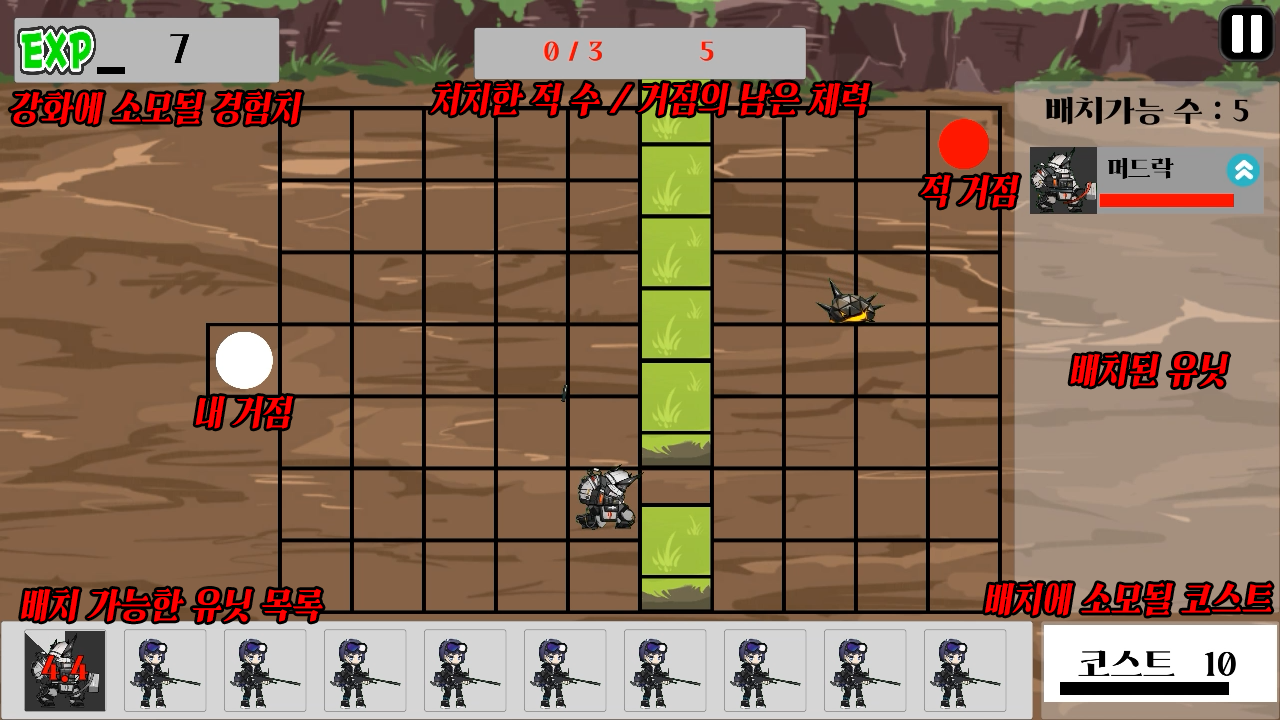 EXP 7
0 / 3 5
강화에 소모될 경험치
처치한 적 수 / 거점의 남은 체력
배치가능 수 : 5
머드락
적 거점
배치된 유닛
내 거점
배치 가능한 유닛 목록
배치에 소모될 코스트
4.4
코스트 10